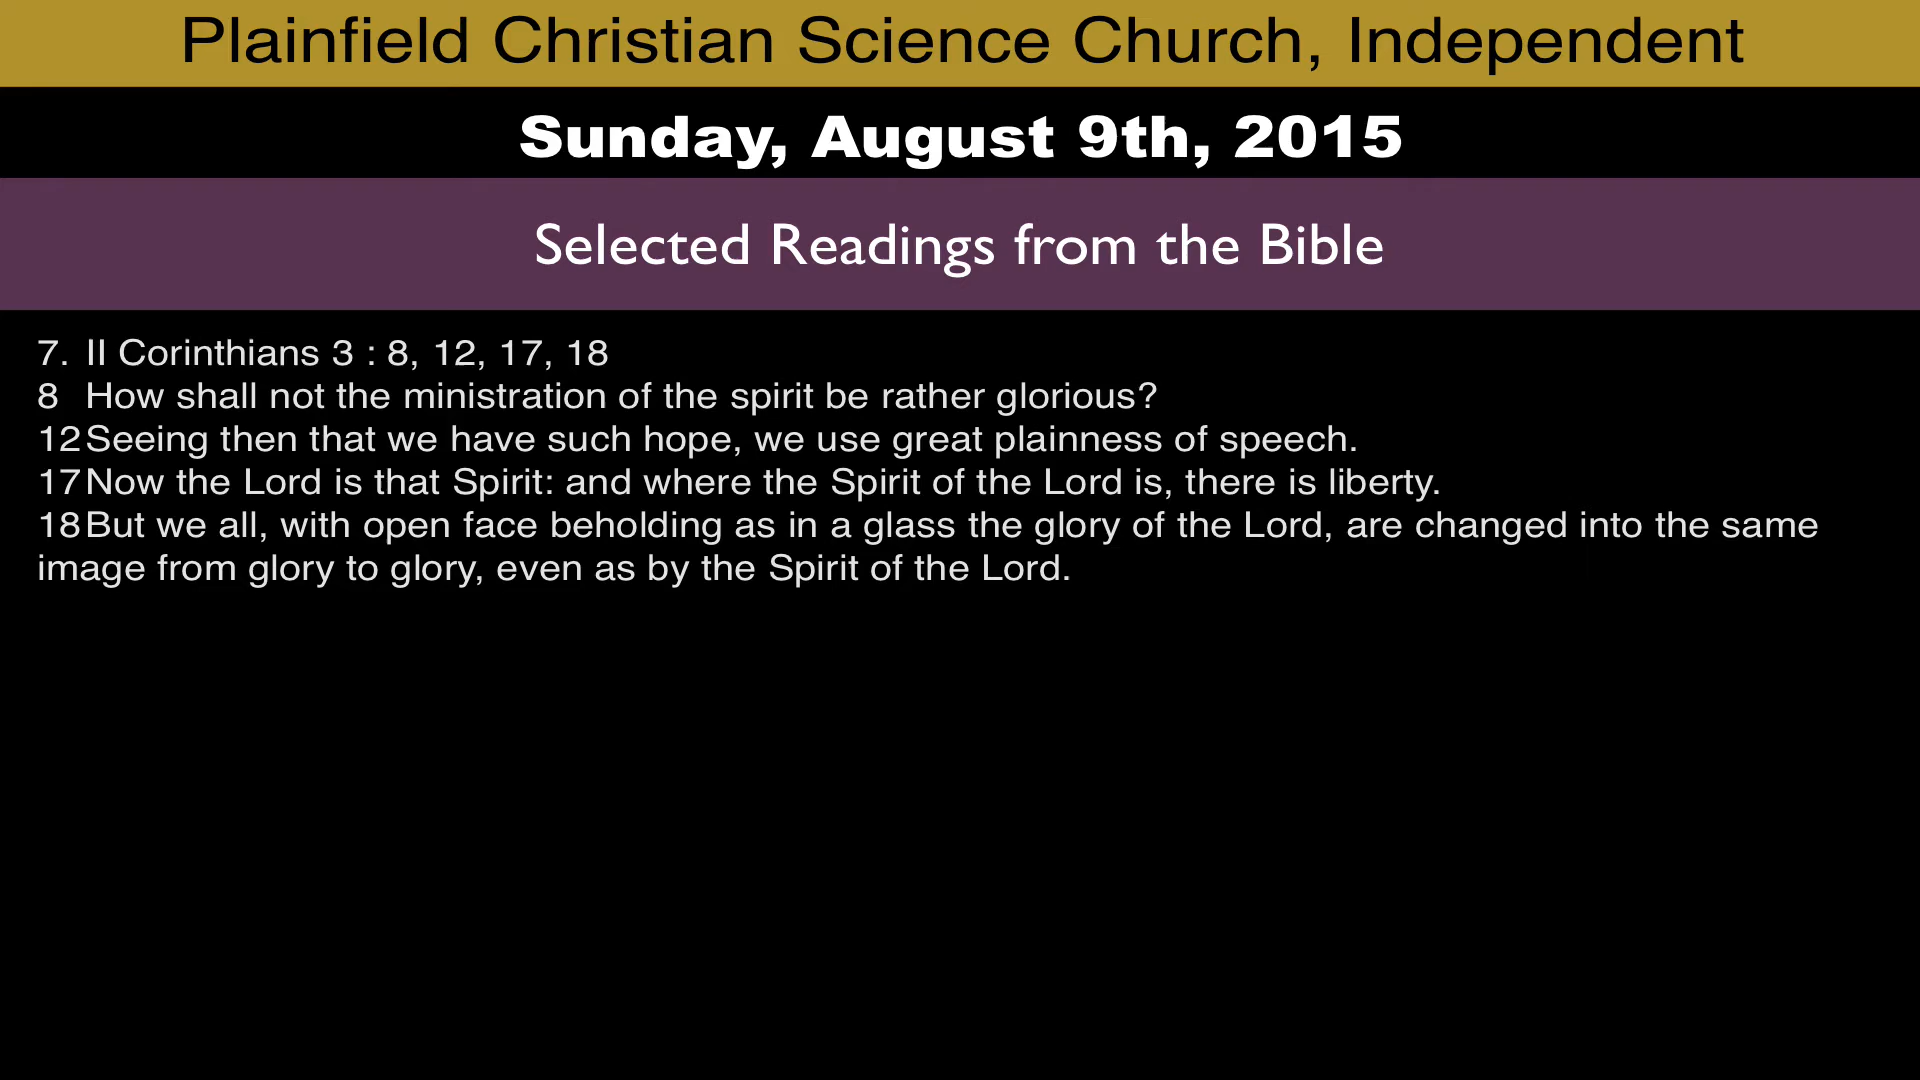 Plainfield Christian Science Church, Independent
Sunday, August 9th, 2015
Selected Readings from the Bible
7. II Corinthians 3 : 8, 12, 17, 18
8 How shall not the ministration of the spirit be rather glorious?
12 Seeing then that we have such hope, we use great plainness of speech.
17 Now the Lord is that Spirit: and where the Spirit of the Lord is, there is liberty.
18 But we all, with open face beholding as in a glass the glory of the Lord, are changed into the same
image from glory to glory, even as by the Spirit of the Lord.